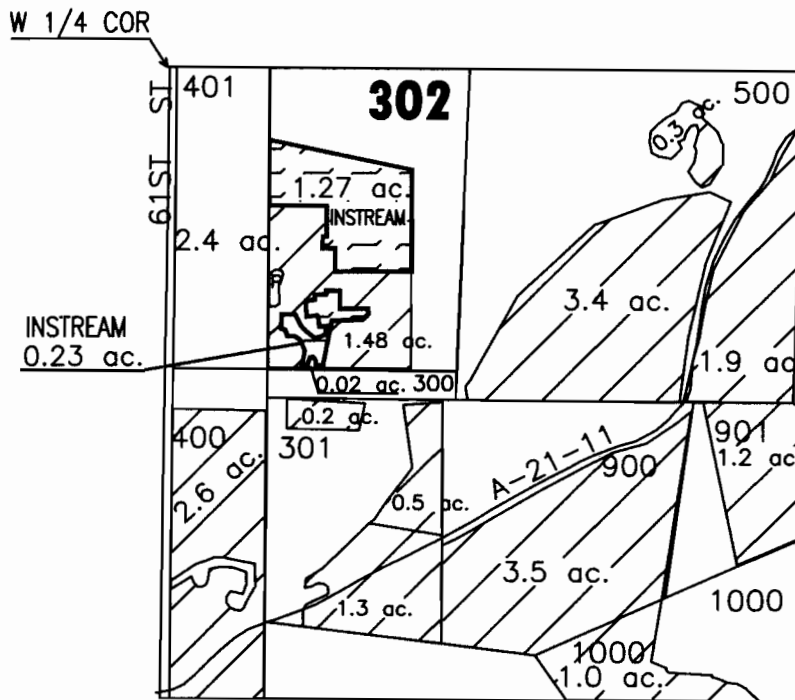 W 1/4 COR
61ST ST
401
302
500
0.3 ac.
1.27 ac.
INSTREAM
2.4 ac.
3.4 ac.
INSTREAM
0.23 ac.
1.48 ac.
1.9 ac
0.02 ac. 300
0.2 ac.
400
301
2.6 ac.
A-21-11
900
901
1.2 ac
0.5 ac.
3.5 ac.
1.3 ac.
1000
1000
1.0 ac.